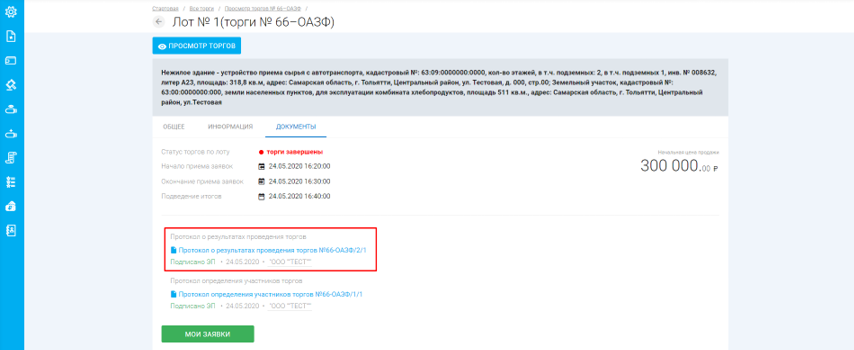 Стартовая / Все торги / Просмотр торгов № 66-ОАЗФ /
Лот № 1(торги № 66-ОАЗФ)
ПРОСМОТР ТОРГОВ
Нежилое здание - устройство приема сырья с автотранспорта, кадастровый №: 63:09:0000000:0000, кол-во этажей, в т.ч. подземных: 2, в т.ч. подземных 1, инв. № 008632,
литер А23, площадь: 318,8 кв.м, адрес: Самарская область, г. Тольятти, Центральный район, ул. Тестовая, д. 000, стр.00; Земельный участок, кадастровый №:
63:00:0000000:000, земли населенных пунктов, для эксплуатации комбината хлебопродуктов, площадь 511 кв.м., адрес: Самарская область, г. Тольятти, Центральный
район, ул.Тестовая
ОБЩЕЕ ИНФОРМАЦИЯ ДОКУМЕНТЫ
Статус торгов по лоту торги завершены
Начальная цена продажи
300 000.00 ₽
Начало приема заявок 24.05.2020 16:20:00
Окончание приема заявок 24.05.2020 16:30:00
Подведение итогов 24.05.2020 16:40:00
Протокол о результатах проведения торгов
Протокол о результатах проведения торгов №66-ОАЗФ/2/1
Подписано ЭП • 24.05.2020 • "ООО "ТЕСТ""
Протокол определения участников торгов
Протокол определения участников торгов №66-ОАЗФ/1/1
Подписано ЭП • 24.05.2020 • "ООО "ТЕСТ""
МОИ ЗАЯВКИ